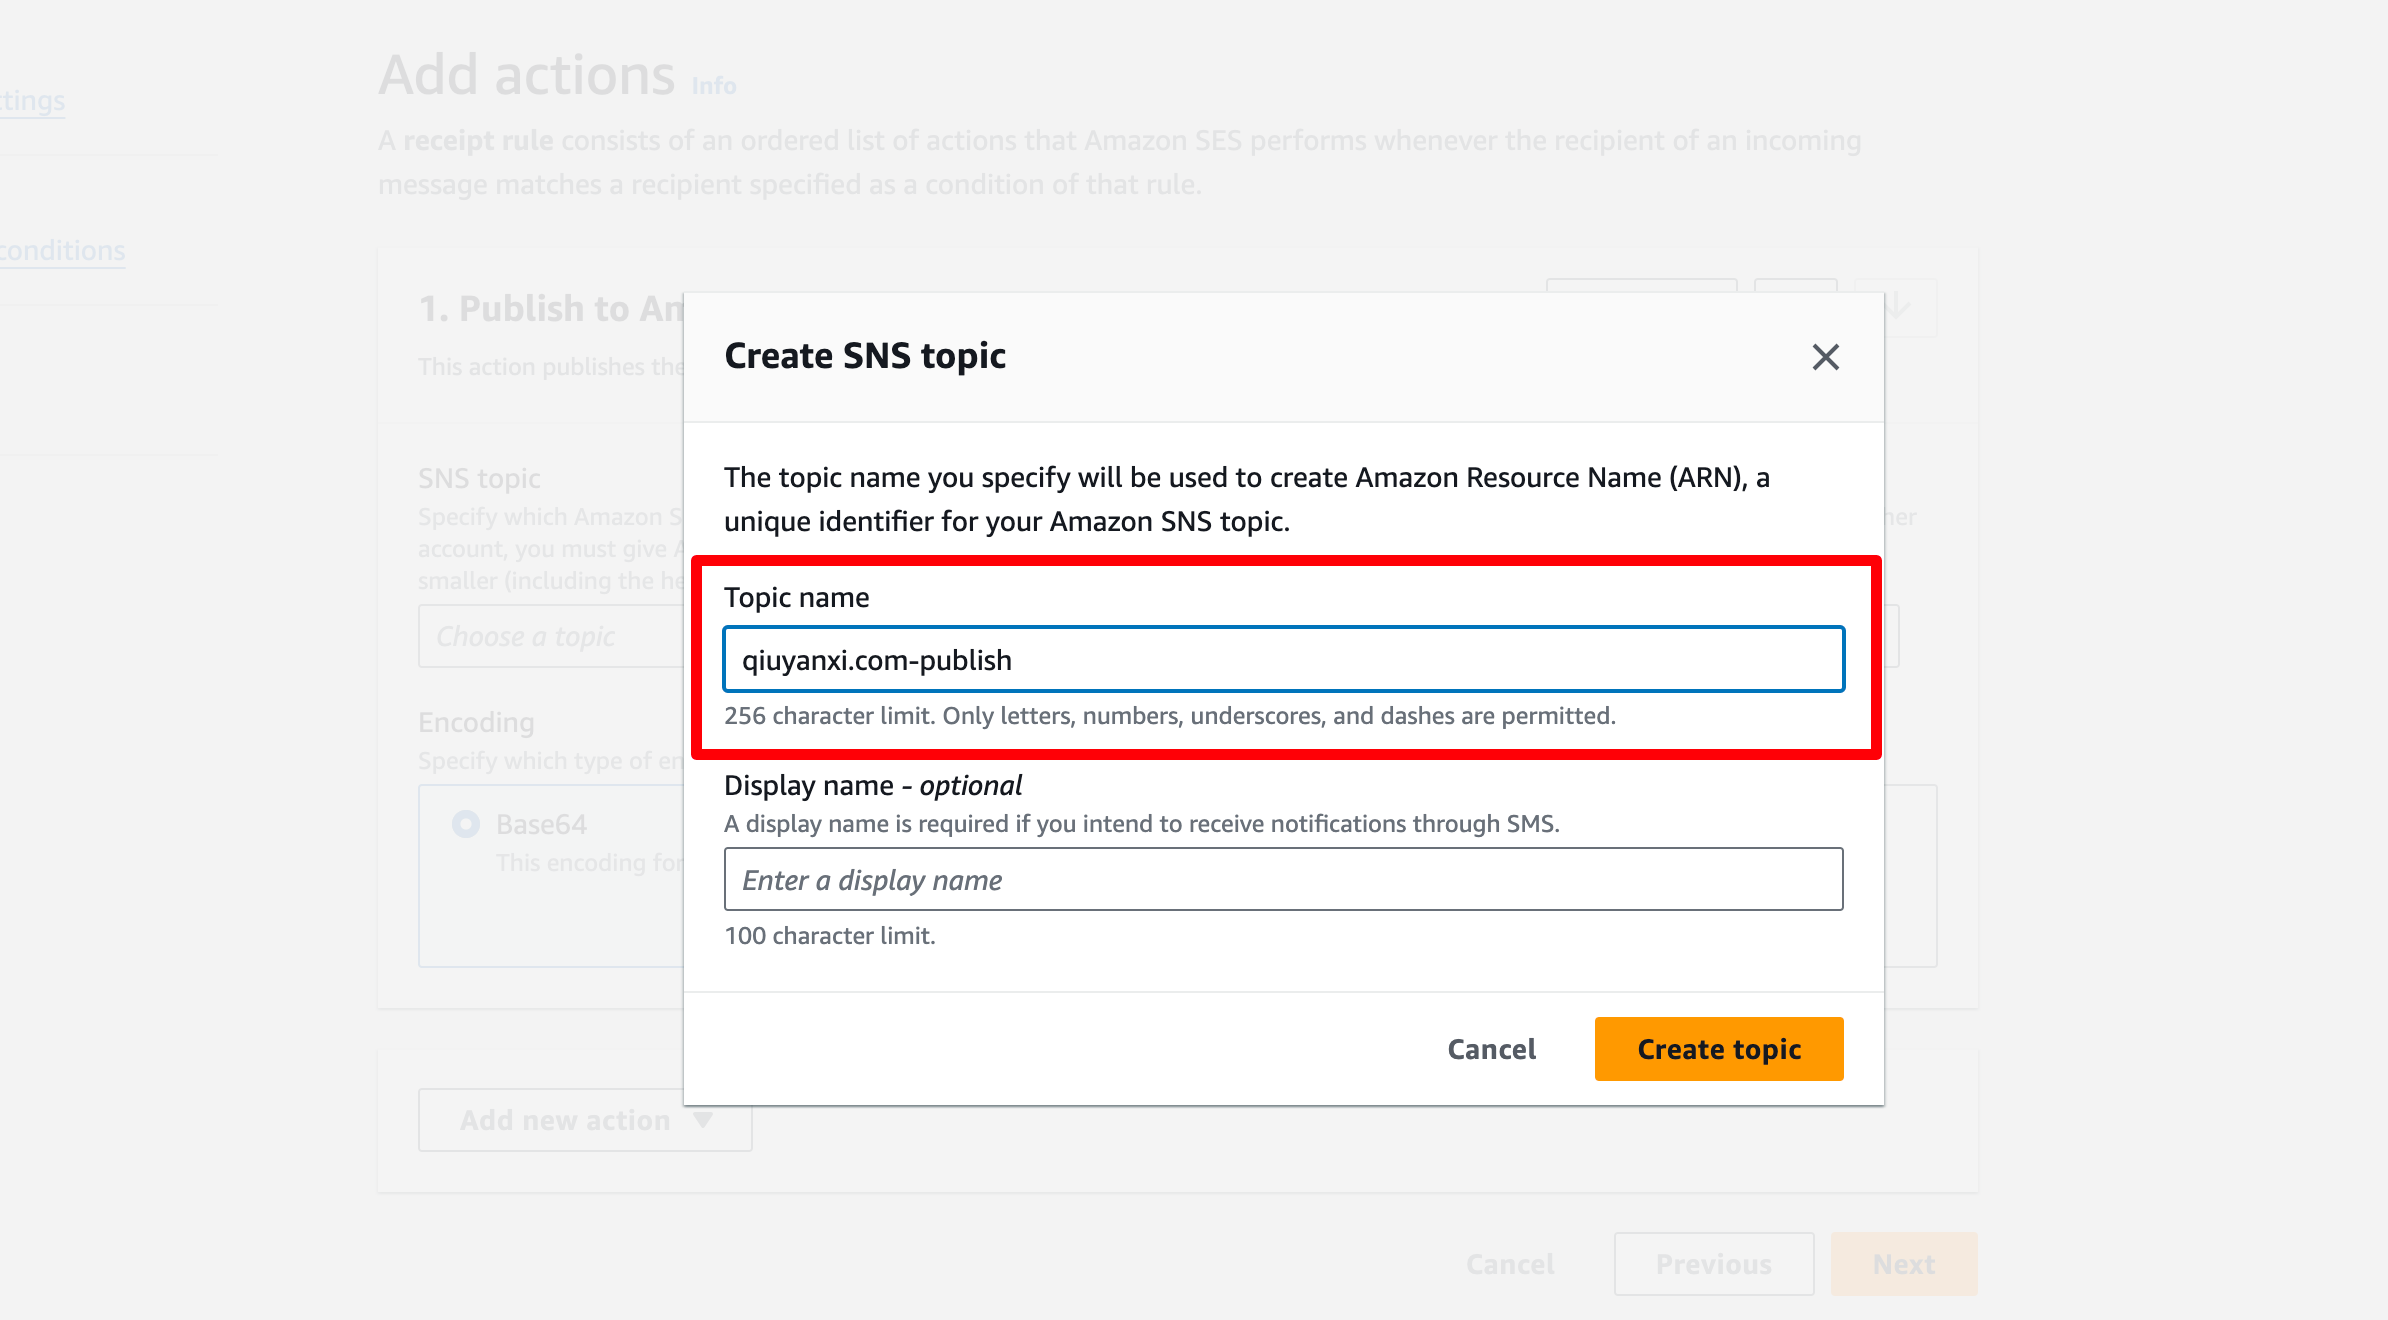 Add actions Info
ttings
A receipt rule consists of an ordered list of actions that Amazon SES performs whenever the recipient of an incoming
message matches a recipient specified as a condition of that rule.
conditions
1. Publish to Am
This action publishes the
Create SNS topic
The topic name you specify will be used to create Amazon Resource Name (ARN), a
unique identifier for your Amazon SNS topic.
SNS topic
Specify which Amazon S
her
account, you must give A
smaller (including the he
Choose a topic
Topic name
qiuyanxi.com-publish
256 character limit. Only letters, numbers, underscores, and dashes are permitted.
Encoding
Specify which type of en
Display name - optional
A display name is required if you intend to receive notifications through SMS.
Enter a display name
100 character limit.
Base64
This encoding for
Cancel
Create topic
Add new action
Cancel
Previous
Next